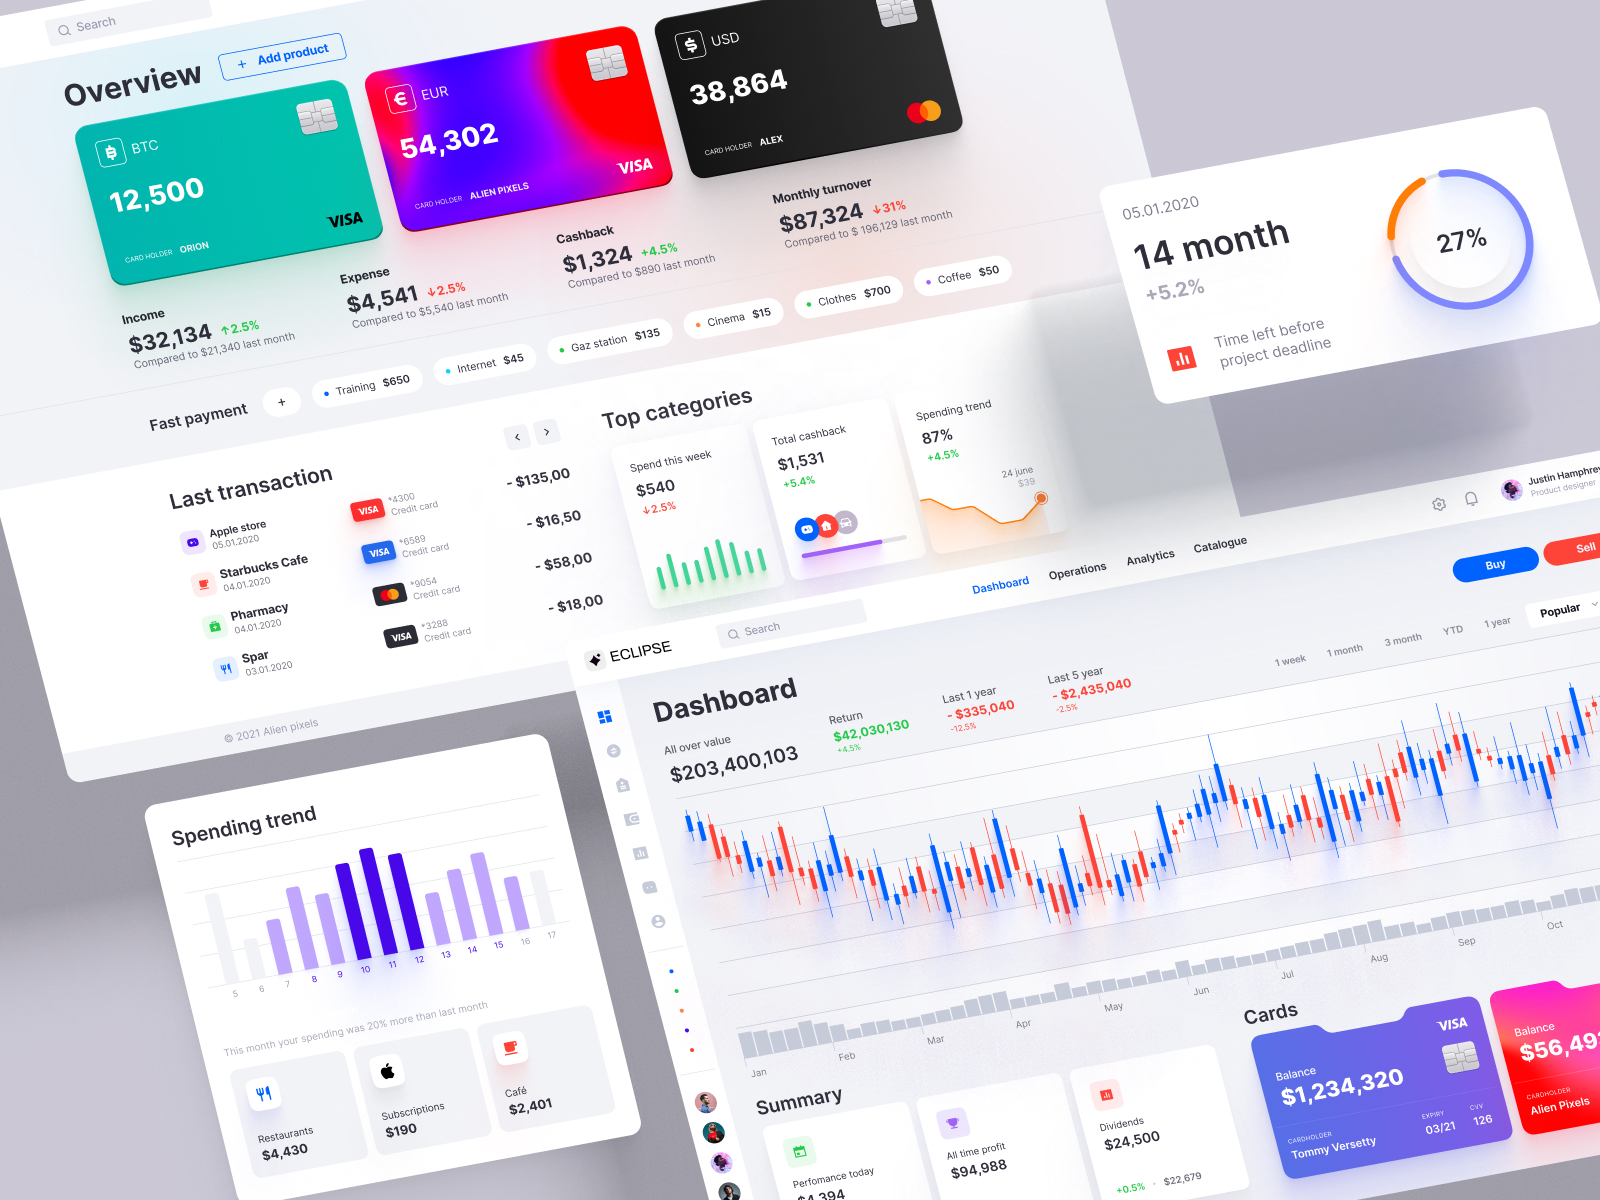 Search
Overview
+ Add product
BTC
12,500
CARD HOLDER ORION
VISA
EUR
54,302
CARD HOLDER ALIEN PIXELS
VISA
USD
38,864
CARD HOLDER ALEX
Income
$32,134 ↑2.5%
Compared to $21,340 last month
Expense
$4,541 ↓2.5%
Compared to $5,540 last month
Cashback
$1,324 +4.5%
Compared to $890 last month
Monthly turnover
$87,324 ↓31%
Compared to $ 196,129 last month
Fast payment
+
Training $650
Internet $45
Gaz station $135
Cinema $15
Clothes $700
Coffee $50
Last transaction
Apple store
05.01.2020
VISA
*4300
Credit card
- $135,00
Starbucks Cafe
04.01.2020
VISA
*6589
Credit card
- $16,50
Pharmacy
04.01.2020
*9054
Credit card
- $58,00
Spar
03.01.2020
VISA
*3288
Credit card
- $18,00
© 2021 Alien pixels
Top categories
Spend this week
$540
↓2.5%
Total cashback
$1,531
+5.4%
Spending trend
87%
+4.5%
24 june
$39
05.01.2020
14 month
+5.2%
27%
Time left before
project deadline
Spending trend
5 6 7 8 9 10 11 12 13 14 15 16 17
This month your spending was 20% more than last month
Restaurants
$4,430
Subscriptions
$190
Café
$2,401
ECLIPSE
Search
Dashboard
Operations
Analytics
Catalogue
Product designer
Buy
Sell
Dashboard
All over value
$203,400,103
Return
$42,030,130
+4.5%
Last 1 year
- $335,040
-12.5%
Last 5 year
- $2,435,040
-2.5%
1 week
1 month
3 month
YTD
1 year
Popular
Jan Feb Mar Apr May Jun Jul Aug Sep Oct
Summary
Perfomance today
$4,394
All time profit
$94,988
Dividends
$24,500
+0.5% · $22,679
Cards
VISA
Balance
$1,234,320
CARDHOLDER
Tommy Versetty
EXPIRY
03/21
CVV
126
Balance
CARDHOLDER
Alien Pixels